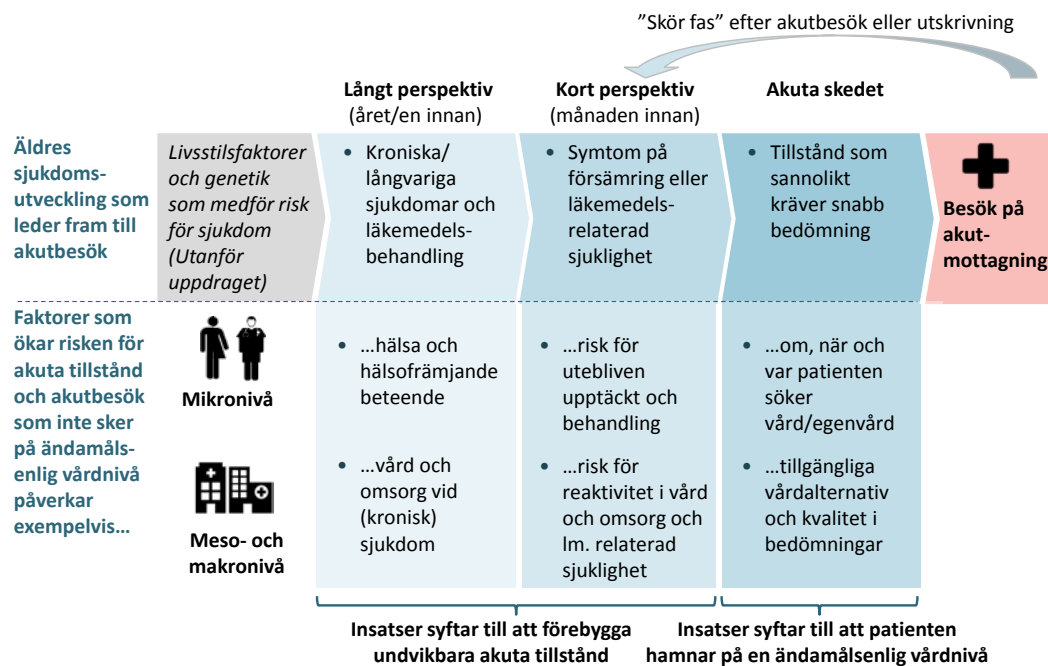 ”Skör fas” efter akutbesök eller utskrivning
Långt perspektiv
(året/en innan)
Kort perspektiv
(månaden innan)
Akuta skedet
Äldres
sjukdoms-
utveckling som
leder fram till
akutbesök
Livsstilsfaktorer
och genetik
som medför risk
för sjukdom
(Utanför
uppdraget)
• Kroniska/
långvariga
sjukdomar och
läkemedels-
behandling
• Symtom på
försämring eller
läkemedels-
relaterad
sjuklighet
• Tillstånd som
sannolikt
kräver snabb
bedömning
Besök på
akut-
mottagning
Faktorer som
ökar risken för
akuta tillstånd
och akutbesök
som inte sker
på ändamåls-
enlig vårdnivå
påverkar
exempelvis…
Mikronivå
• …hälsa och
hälsofrämjande
beteende
• …risk för
utebliven
upptäckt och
behandling
• …om, när och
var patienten
söker
vård/egenvård
Meso- och
makronivå
• …vård och
omsorg vid
(kronisk)
sjukdom
• …risk för
reaktivitet i vård
och omsorg och
lm. relaterad
sjuklighet
• …tillgängliga
vårdalternativ
och kvalitet i
bedömningar
Insatser syftar till att förebygga
undvikbara akuta tillstånd
Insatser syftar till att patienten
hamnar på en ändamålsenlig vårdnivå